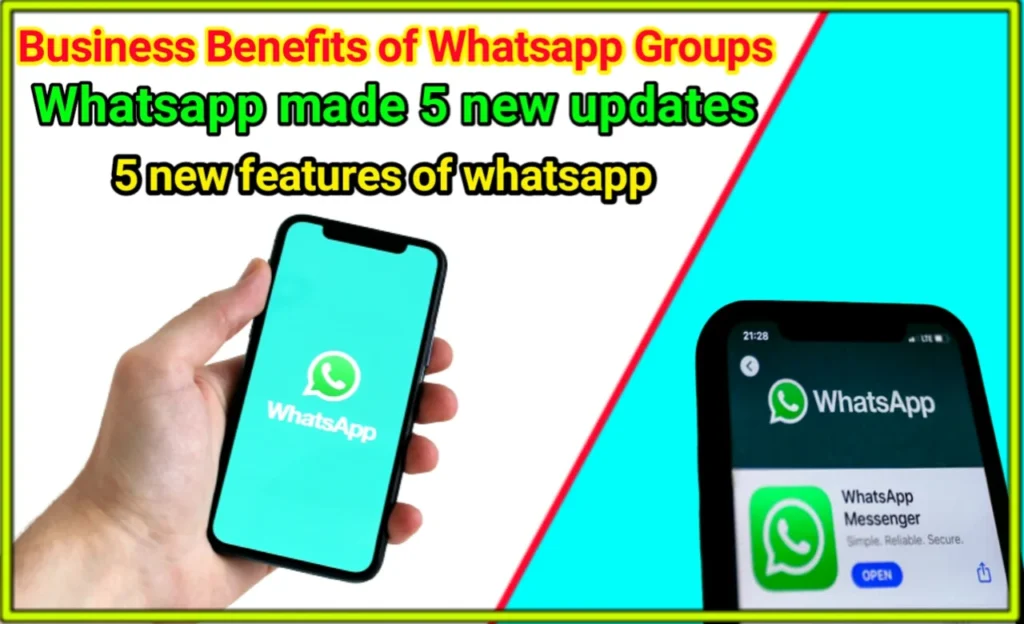 Business Benefits of Whatsapp Groups
Whatsapp made 5 new updates
5 new features of whatsapp
WhatsApp
21:28
LTE
WhatsApp
WhatsApp
Messenger
Simple. Reliable. Secure.
OPEN